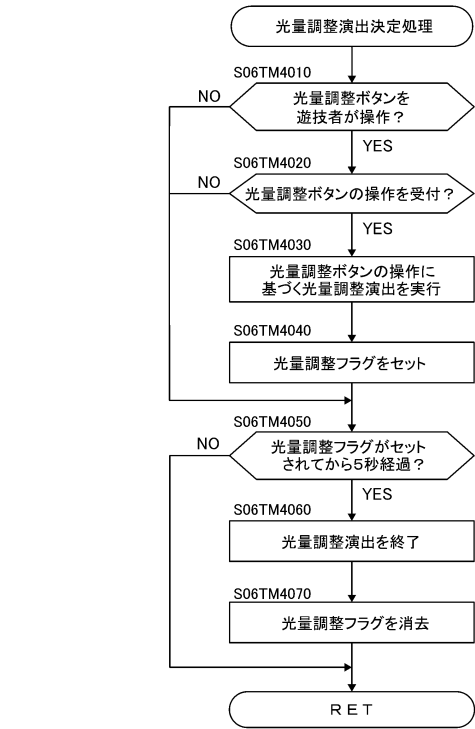 光量調整演出決定処理
S06TM4010
光量調整ボタンを
遊技者が操作？
NO
YES
S06TM4020
光量調整ボタンの操作を受付？
NO
YES
S06TM4030
光量調整ボタンの操作に
基づく光量調整演出を実行
S06TM4040
光量調整フラグをセット
S06TM4050
光量調整フラグがセット
されてから５秒経過？
NO
YES
S06TM4060
光量調整演出を終了
S06TM4070
光量調整フラグを消去
ＲＥＴ